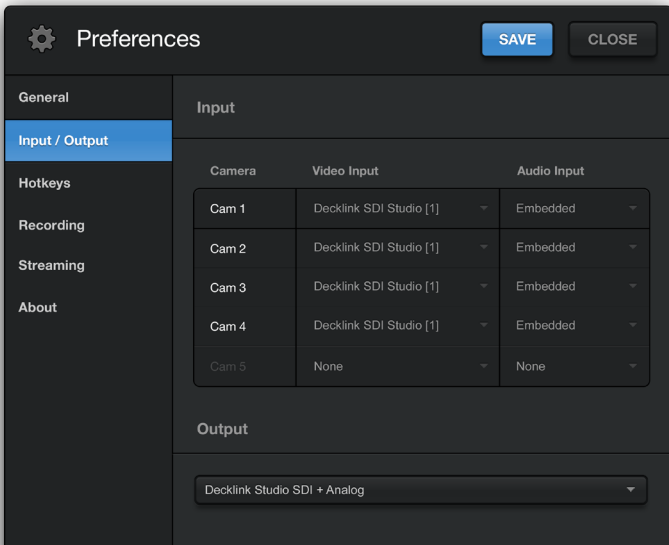 Preferences
SAVE
CLOSE
General
Input / Output
Hotkeys
Recording
Streaming
About
Input
Camera Video Input Audio Input
Cam 1 Decklink SDI Studio [1] Embedded
Cam 2 Decklink SDI Studio [1] Embedded
Cam 3 Decklink SDI Studio [1] Embedded
Cam 4 Decklink SDI Studio [1] Embedded
Cam 5 None None
Output
Decklink Studio SDI + Analog